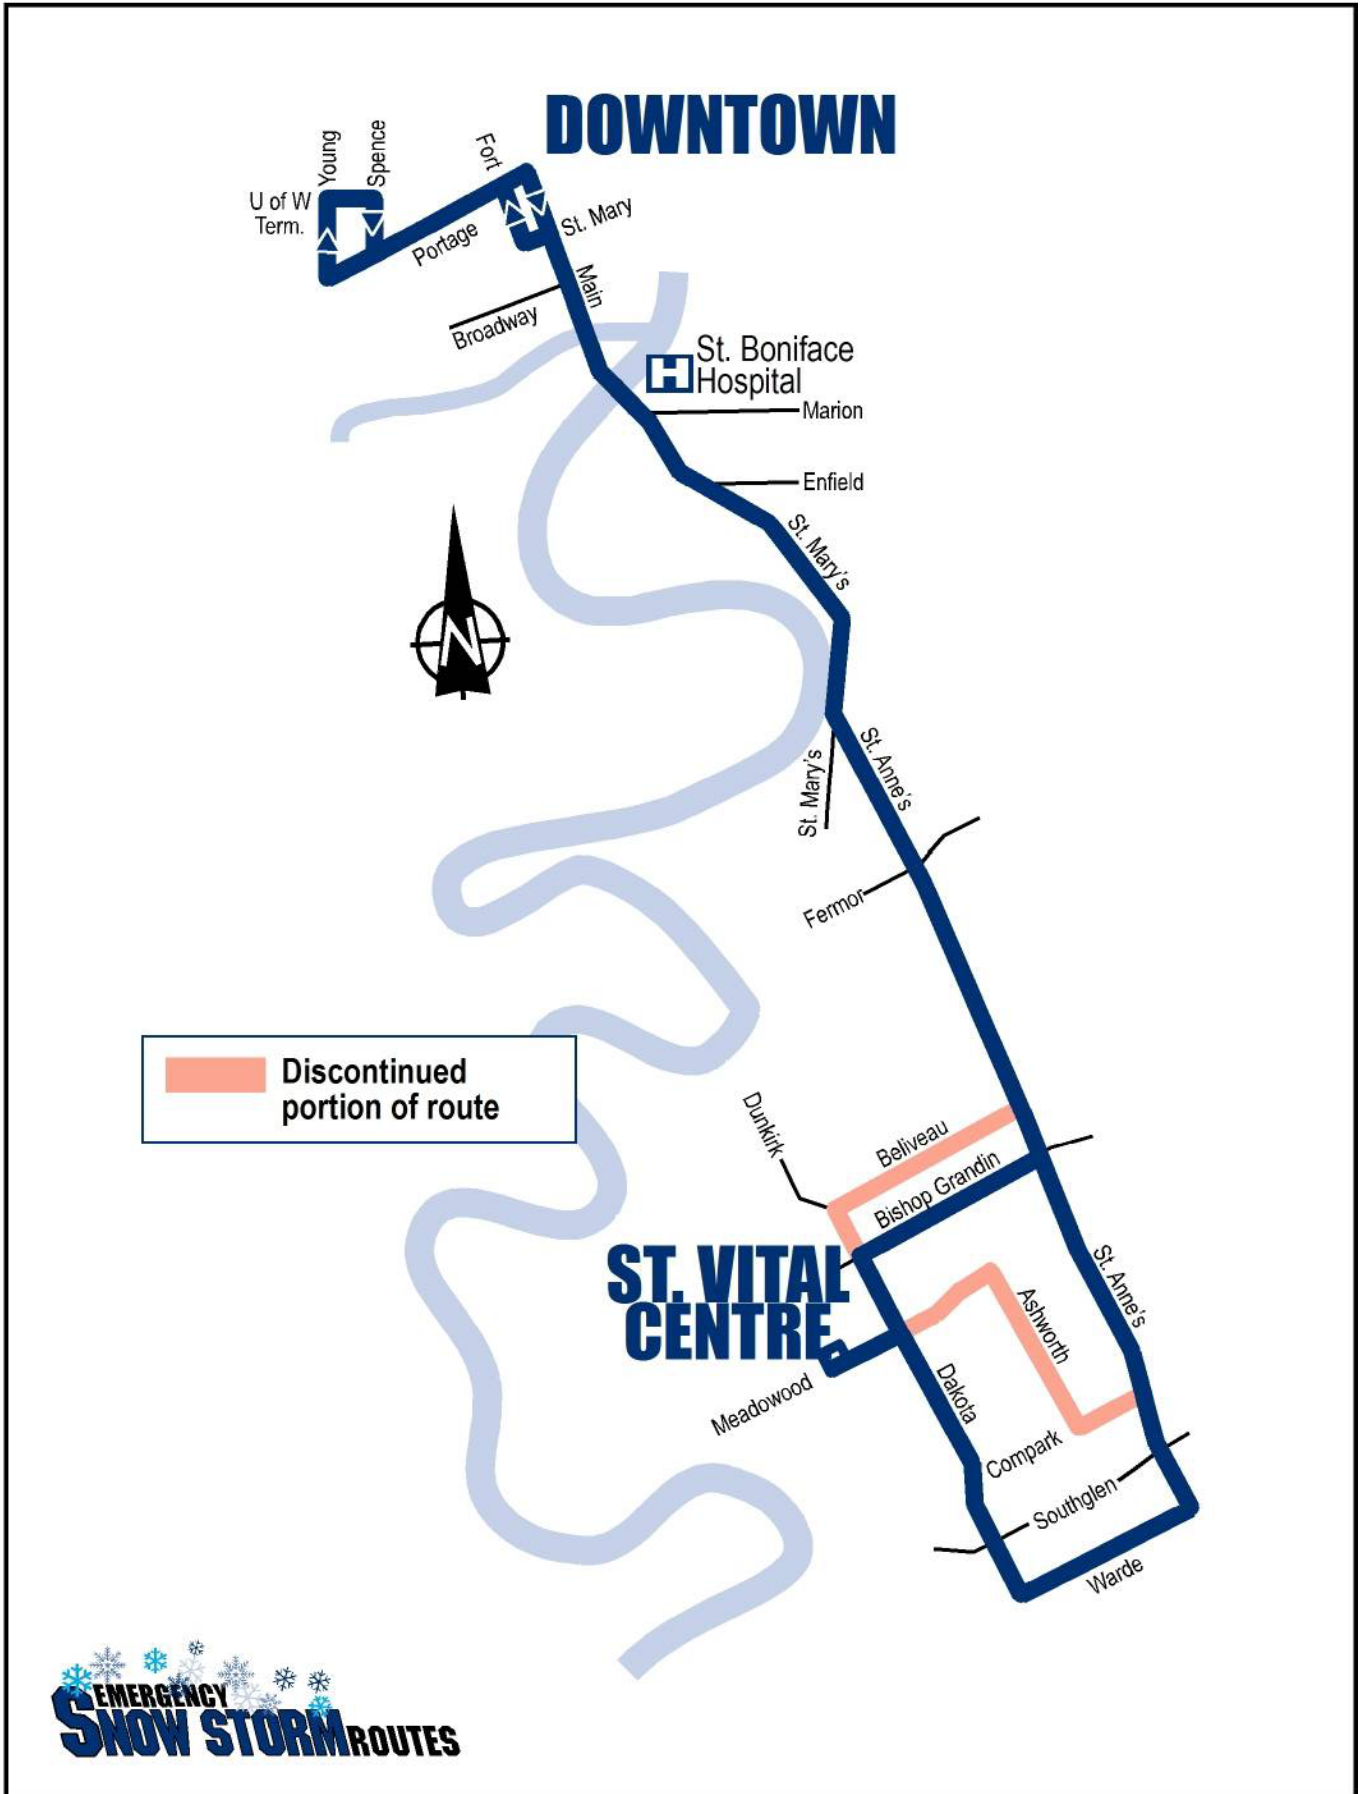 DOWNTOWN
Young
Spence
Fort
U of W
Term.
St. Mary
Portage
Main
Broadway
St. Boniface
H
Hospital
Marion
Enfield
St. Mary's
N
St. Anne's
St. Mary's
Fermor
Discontinued
portion of route
Dunkirk
Beliveau
Bishop Grandin
ST. VITAL
CENTRE
St. Anne's
Ashworth
Dakota
Meadowood
Compark
Southglen
Warde
EMERGENCY
SNOW STORM ROUTES